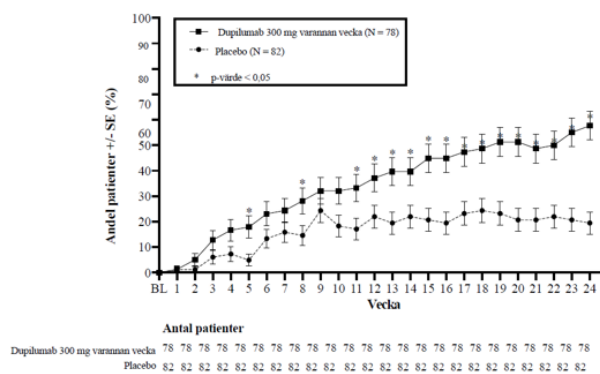 100
90
80
70
60
50
40
30
20
10
0
Andel patienter +/- SE (%)
Dupilumab 300 mg varannan vecka (N = 78)
Placebo (N = 82)
* p-värde < 0,05
* * * * * * * * * * * * * * * *
BL 1 2 3 4 5 6 7 8 9 10 11 12 13 14 15 16 17 18 19 20 21 22 23 24
Vecka
Antal patienter
Dupilumab 300 mg varannan vecka 78 78 78 78 78 78 78 78 78 78 78 78 78 78 78 78 78 78 78 78 78 78 78 78
Placebo 82 82 82 82 82 82 82 82 82 82 82 82 82 82 82 82 82 82 82 82 82 82 82 82